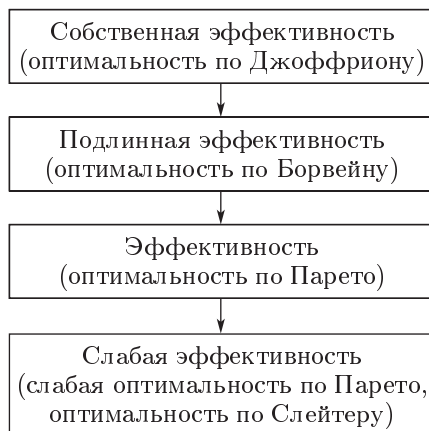 Собственная эффективность
(оптимальность по Джоффриону)
Подлинная эффективность
(оптимальность по Борвейну)
Эффективность
(оптимальность по Парето)
Слабая эффективность
(слабая оптимальность по Парето,
оптимальность по Слейтеру)